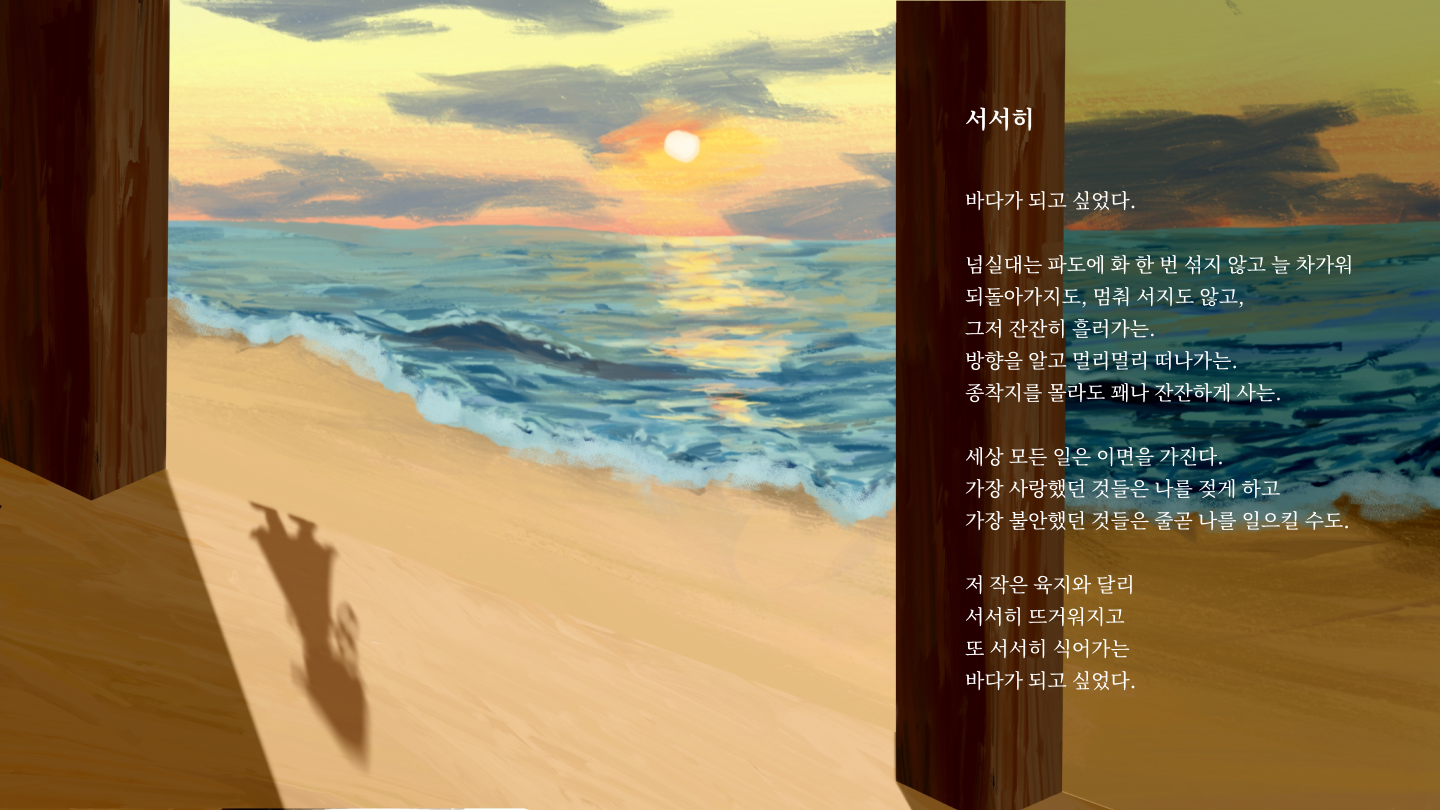 서서히
바다가 되고 싶었다.
넘실대는 파도에 화 한 번 섞지 않고 늘 차가워
되돌아가지도, 멈춰 서지도 않고,
그저 잔잔히 흘러가는.
방향을 알고 멀리멀리 떠나가는.
종착지를 몰라도 꽤나 잔잔하게 사는.
세상 모든 일은 이면을 가진다.
가장 사랑했던 것들은 나를 젖게 하고
가장 불안했던 것들은 줄곧 나를 일으킬 수도.
저 작은 육지와 달리
서서히 뜨거워지고
또 서서히 식어가는
바다가 되고 싶었다.